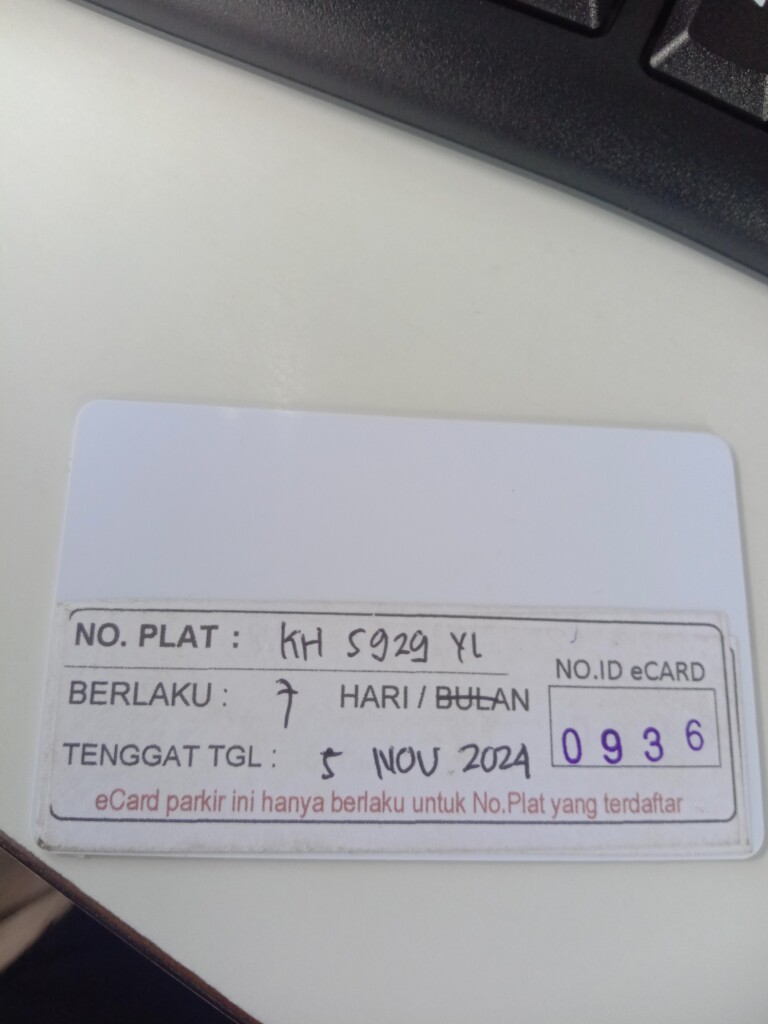 NO. PLAT : KH 5929 YL
NO.ID eCARD
BERLAKU : 7 HARI / BULAN
0936
TENGGAT TGL : 5 NOV 2024
eCard parkir ini hanya berlaku untuk No.Plat yang terdaftar